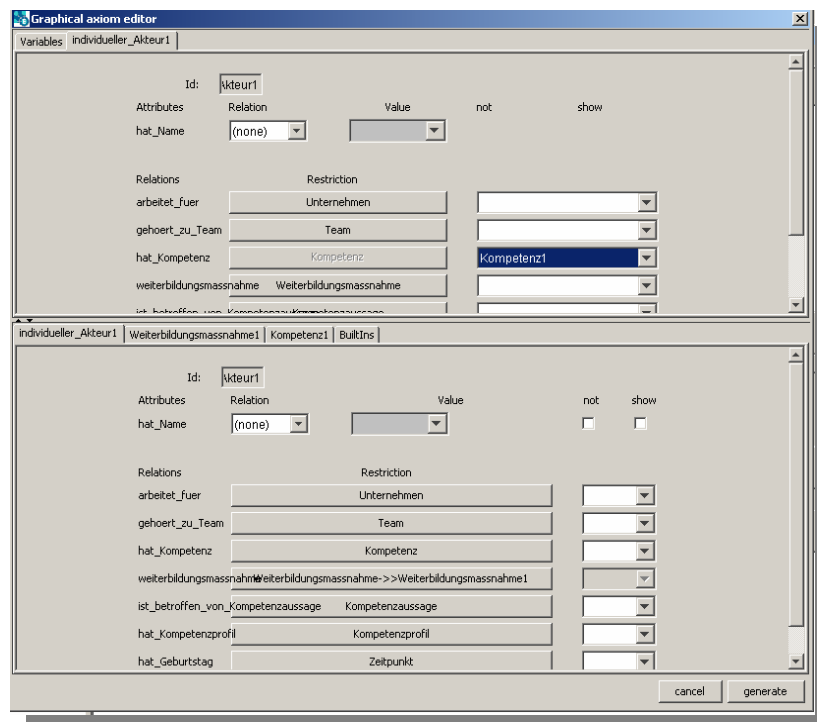 Graphical axiom editor
Variables individueller_Akteur1
Id: \kteur1
Attributes Relation Value not show
hat_Name (none)
Relations Restriction
arbeitet_fuer Unternehmen
gehoert_zu_Team Team
hat_Kompetenz Kompetenz Kompetenz1
weiterbildungsmassnahme Weiterbildungsmassnahme
ist_betroffen_von_Kompetenzaussage
individueller_Akteur1 Weiterbildungsmassnahme1 Kompetenz1 BuiltIns
Id: \kteur1
Attributes Relation Value not show
hat_Name (none)
Relations Restriction
arbeitet_fuer Unternehmen
gehoert_zu_Team Team
hat_Kompetenz Kompetenz
weiterbildungsmassnahme Weiterbildungsmassnahme->>Weiterbildungsmassnahme1
ist_betroffen_von_Kompetenzaussage Kompetenzaussage
hat_Kompetenzprofil Kompetenzprofil
hat_Geburtstag Zeitpunkt
cancel generate